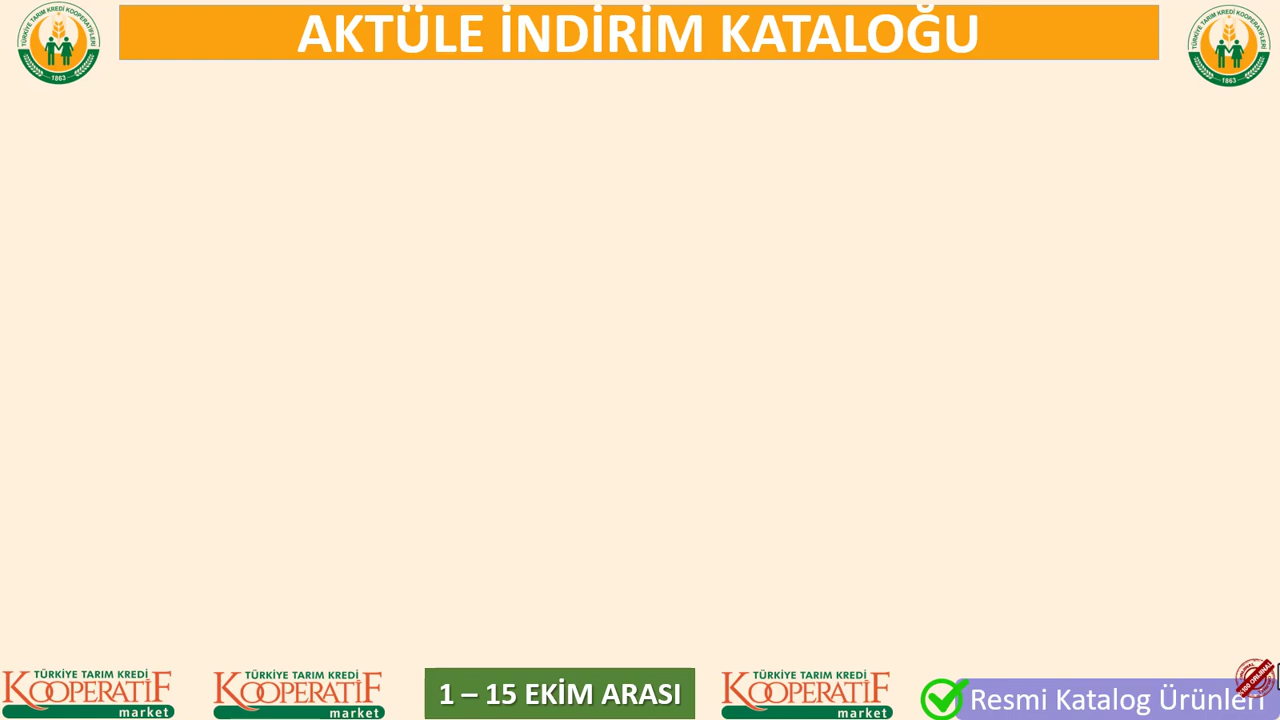 TÜRKİYE TARIM KREDİ KOOPERATİFLERİ
1863
AKTÜLE İNDİRİM KATALOĞU
TÜRKİYE TARIM KREDİ KOOPERATİFLERİ
1863
TÜRKİYE TARIM KREDİ
KOOPERATİF
market
TÜRKİYE TARIM KREDİ
KOOPERATİF
market
1 – 15 EKİM ARASI
TÜRKİYE TARIM KREDİ
KOOPERATİF
market
Resmi Katalog Ürünleri
%100 ORIJINAL